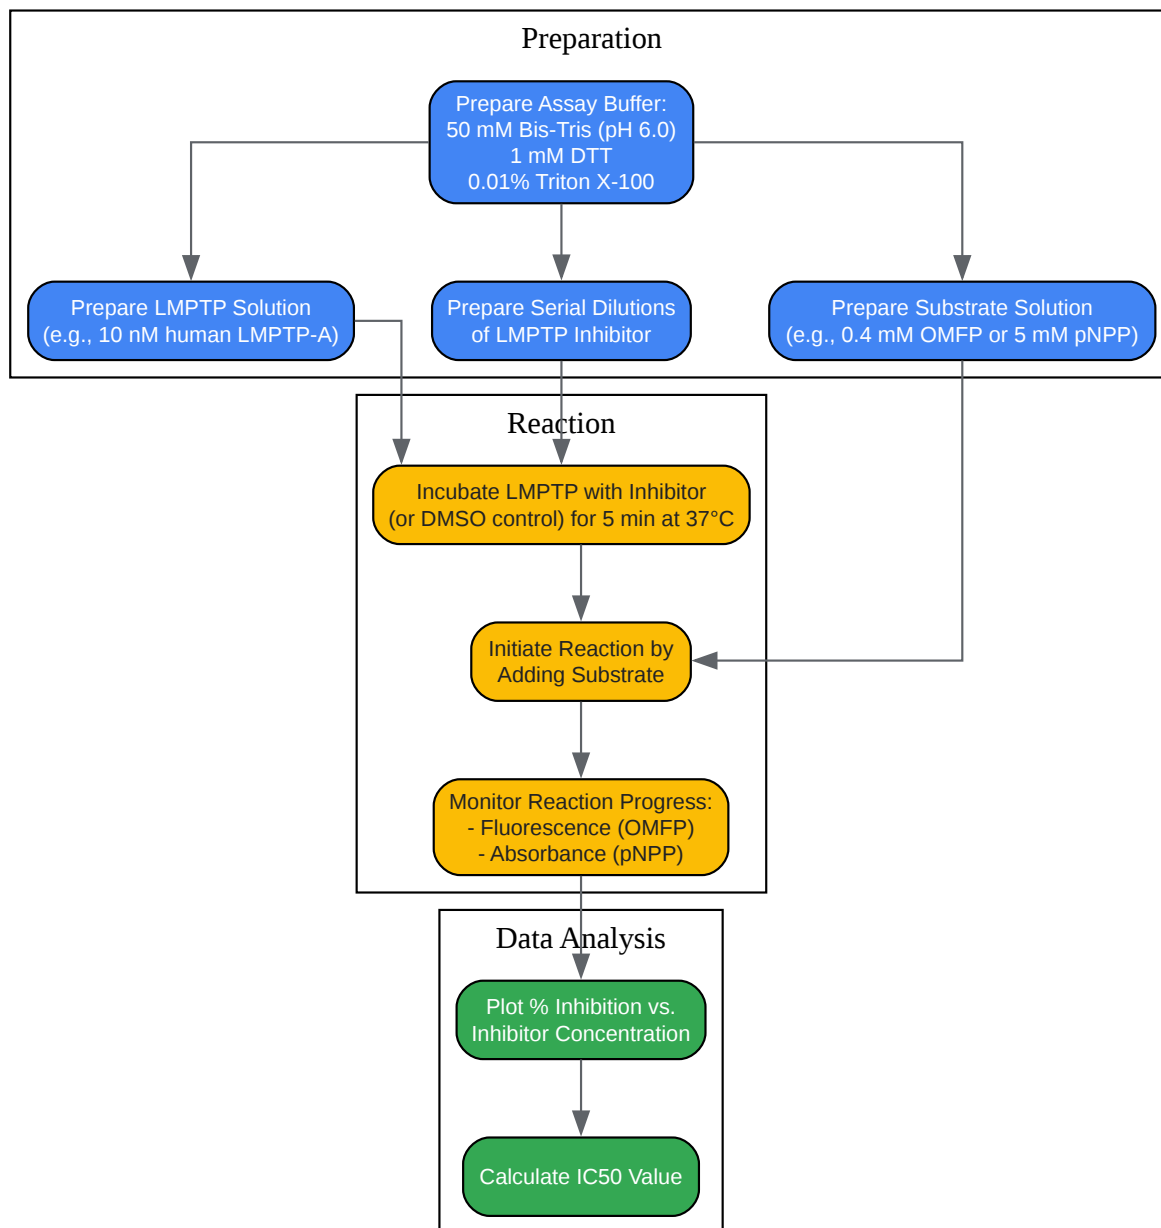 Preparation
Prepare Assay Buffer:
50 mM Bis-Tris (pH 6.0)
1 mM DTT
0.01% Triton X-100
Prepare LMPTP Solution
(e.g., 10 nM human LMPTP-A)
Prepare Serial Dilutions
of LMPTP Inhibitor
Prepare Substrate Solution
(e.g., 0.4 mM OMFP or 5 mM pNPP)
Reaction
Incubate LMPTP with Inhibitor
(or DMSO control) for 5 min at 37°C
Initiate Reaction by
Adding Substrate
Monitor Reaction Progress:
- Fluorescence (OMFP)
- Absorbance (pNPP)
Data Analysis
Plot % Inhibition vs.
Inhibitor Concentration
Calculate IC50 Value